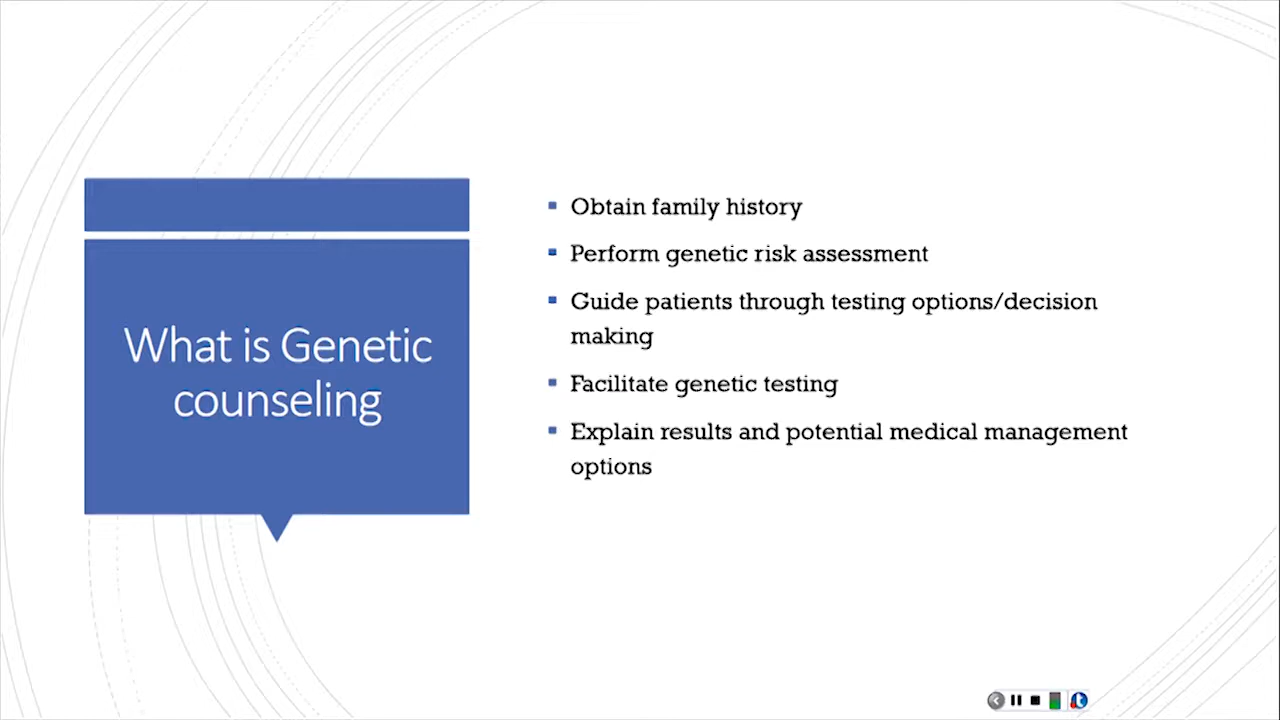 What is Genetic
counseling
Obtain family history
Perform genetic risk assessment
Guide patients through testing options/decision
making
Facilitate genetic testing
Explain results and potential medical management
options